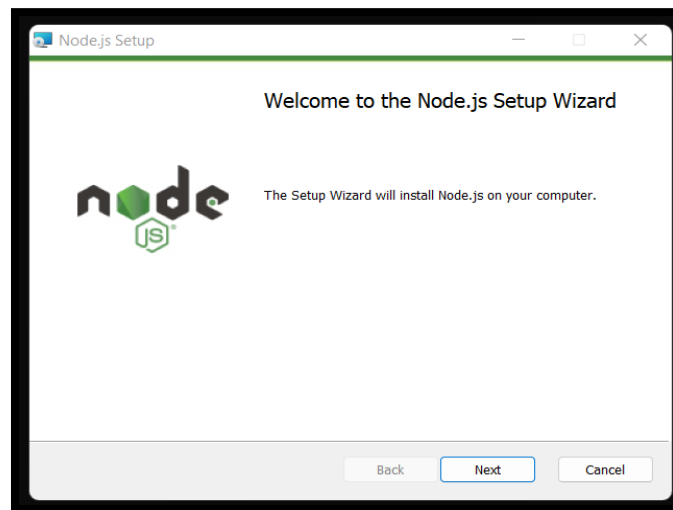 Node.js Setup
Welcome to the Node.js Setup Wizard
The Setup Wizard will install Node.js on your computer.
node
JS
Back Next Cancel